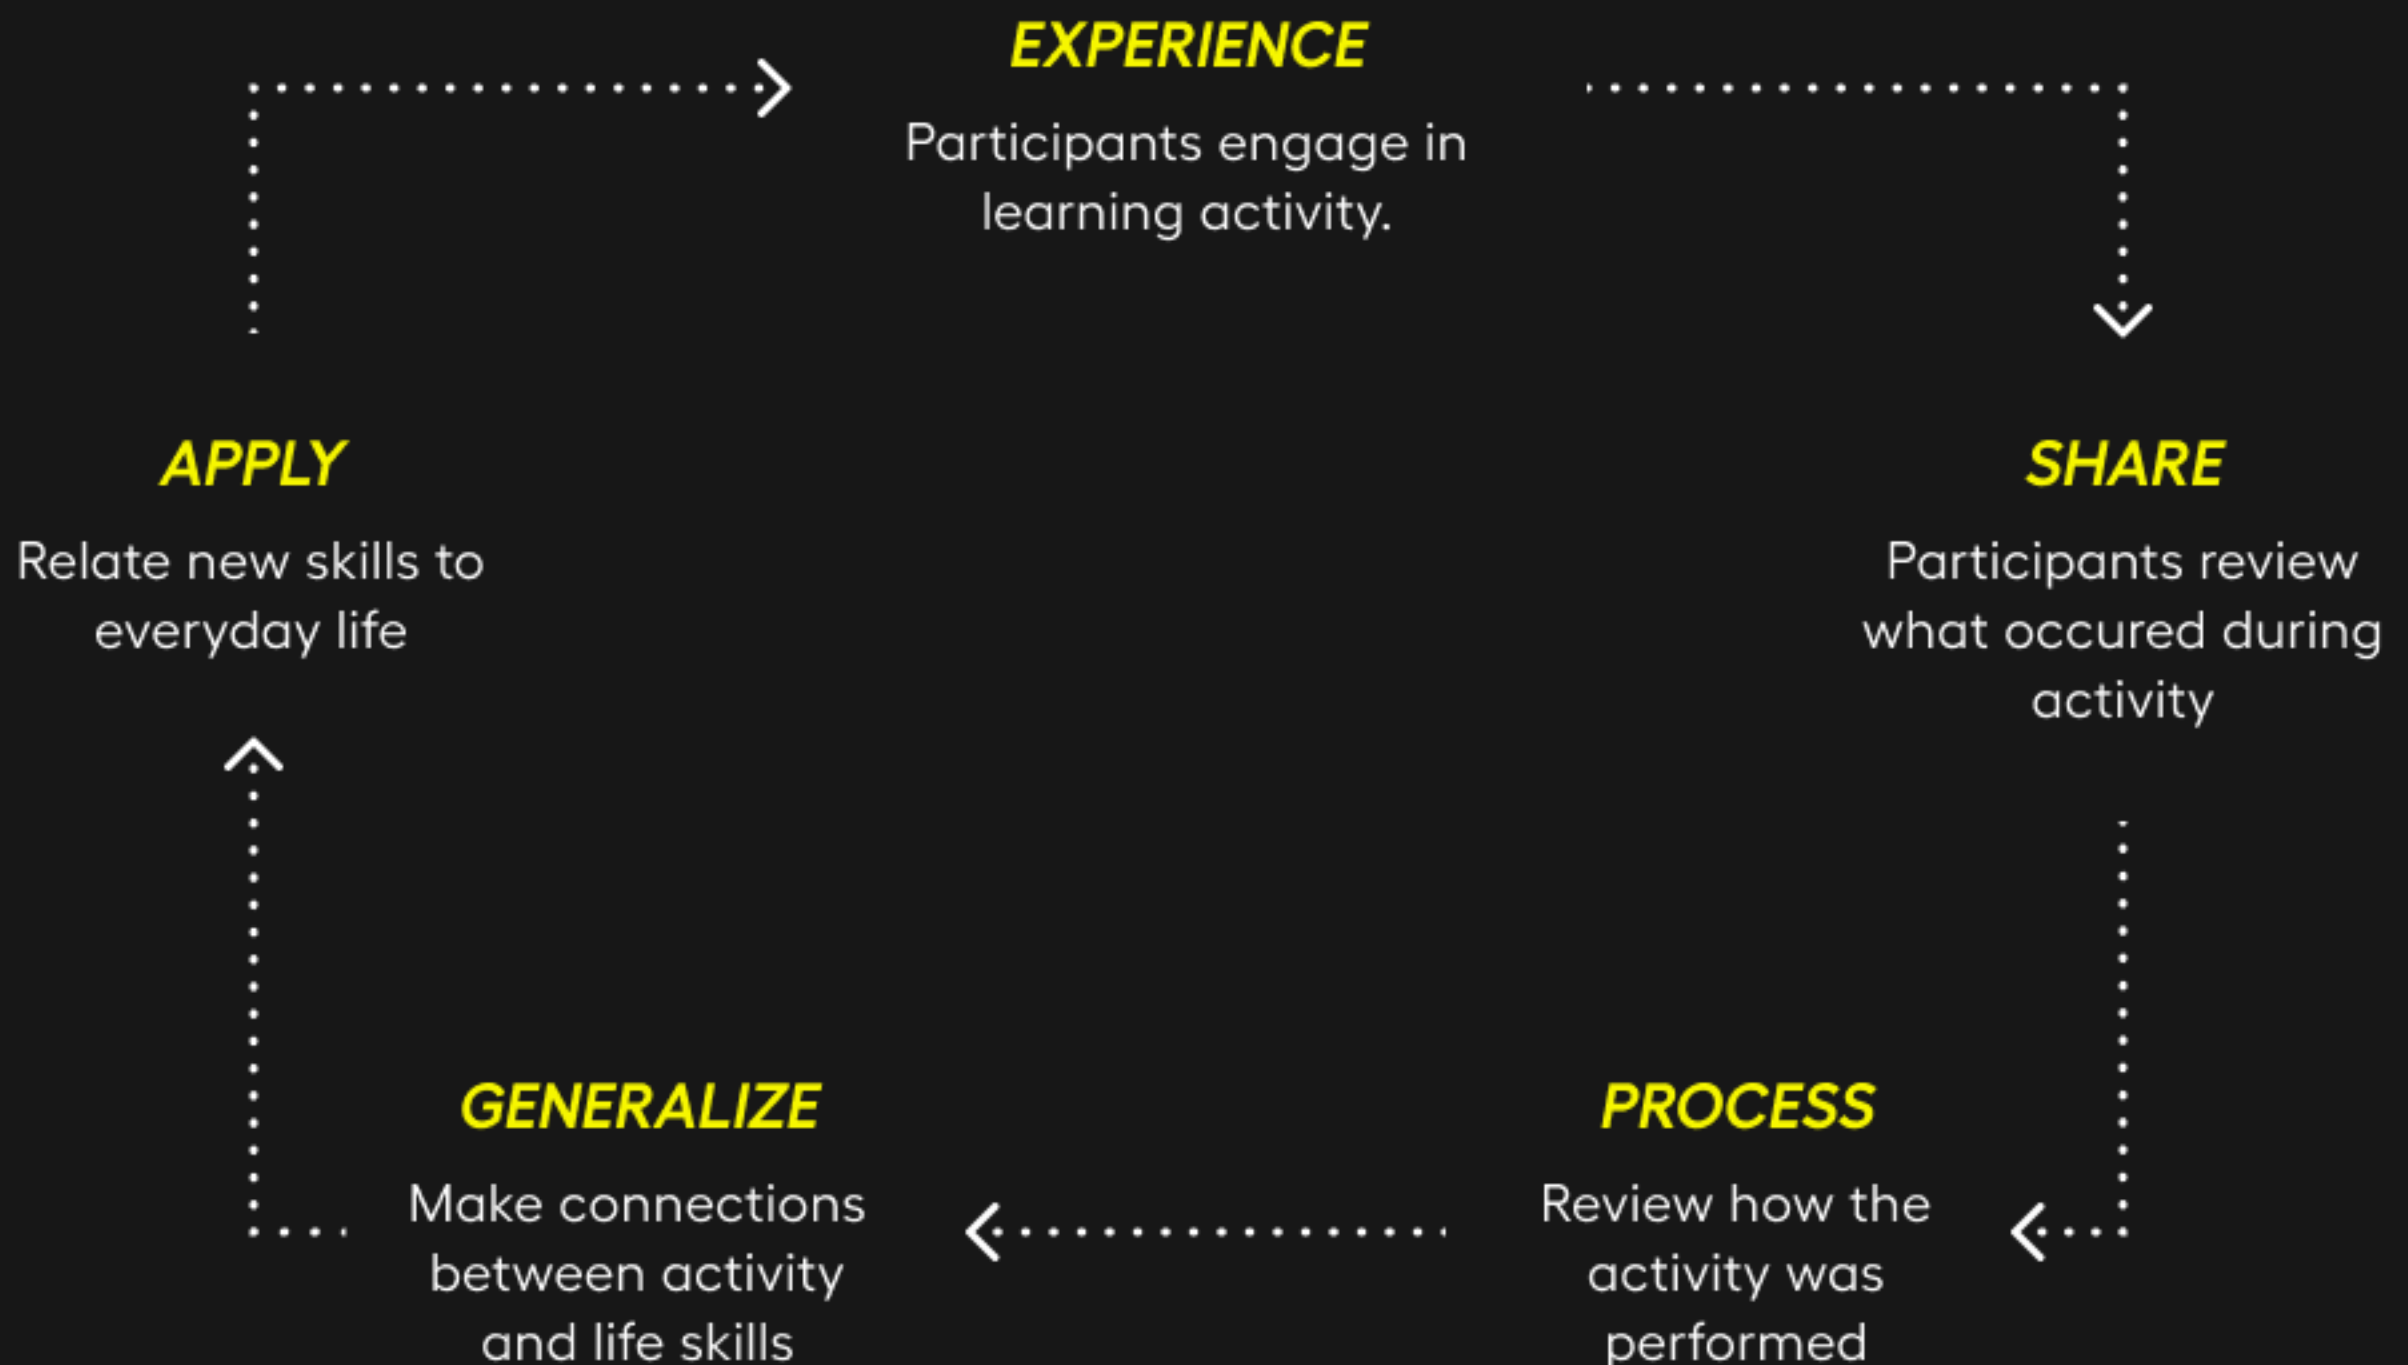 EXPERIENCE
Participants engage in
learning activity.
APPLY
Relate new skills to
everyday life
SHARE
Participants review
what occured during
activity
GENERALIZE
Make connections
between activity
and life skills
PROCESS
Review how the
activity was
performed